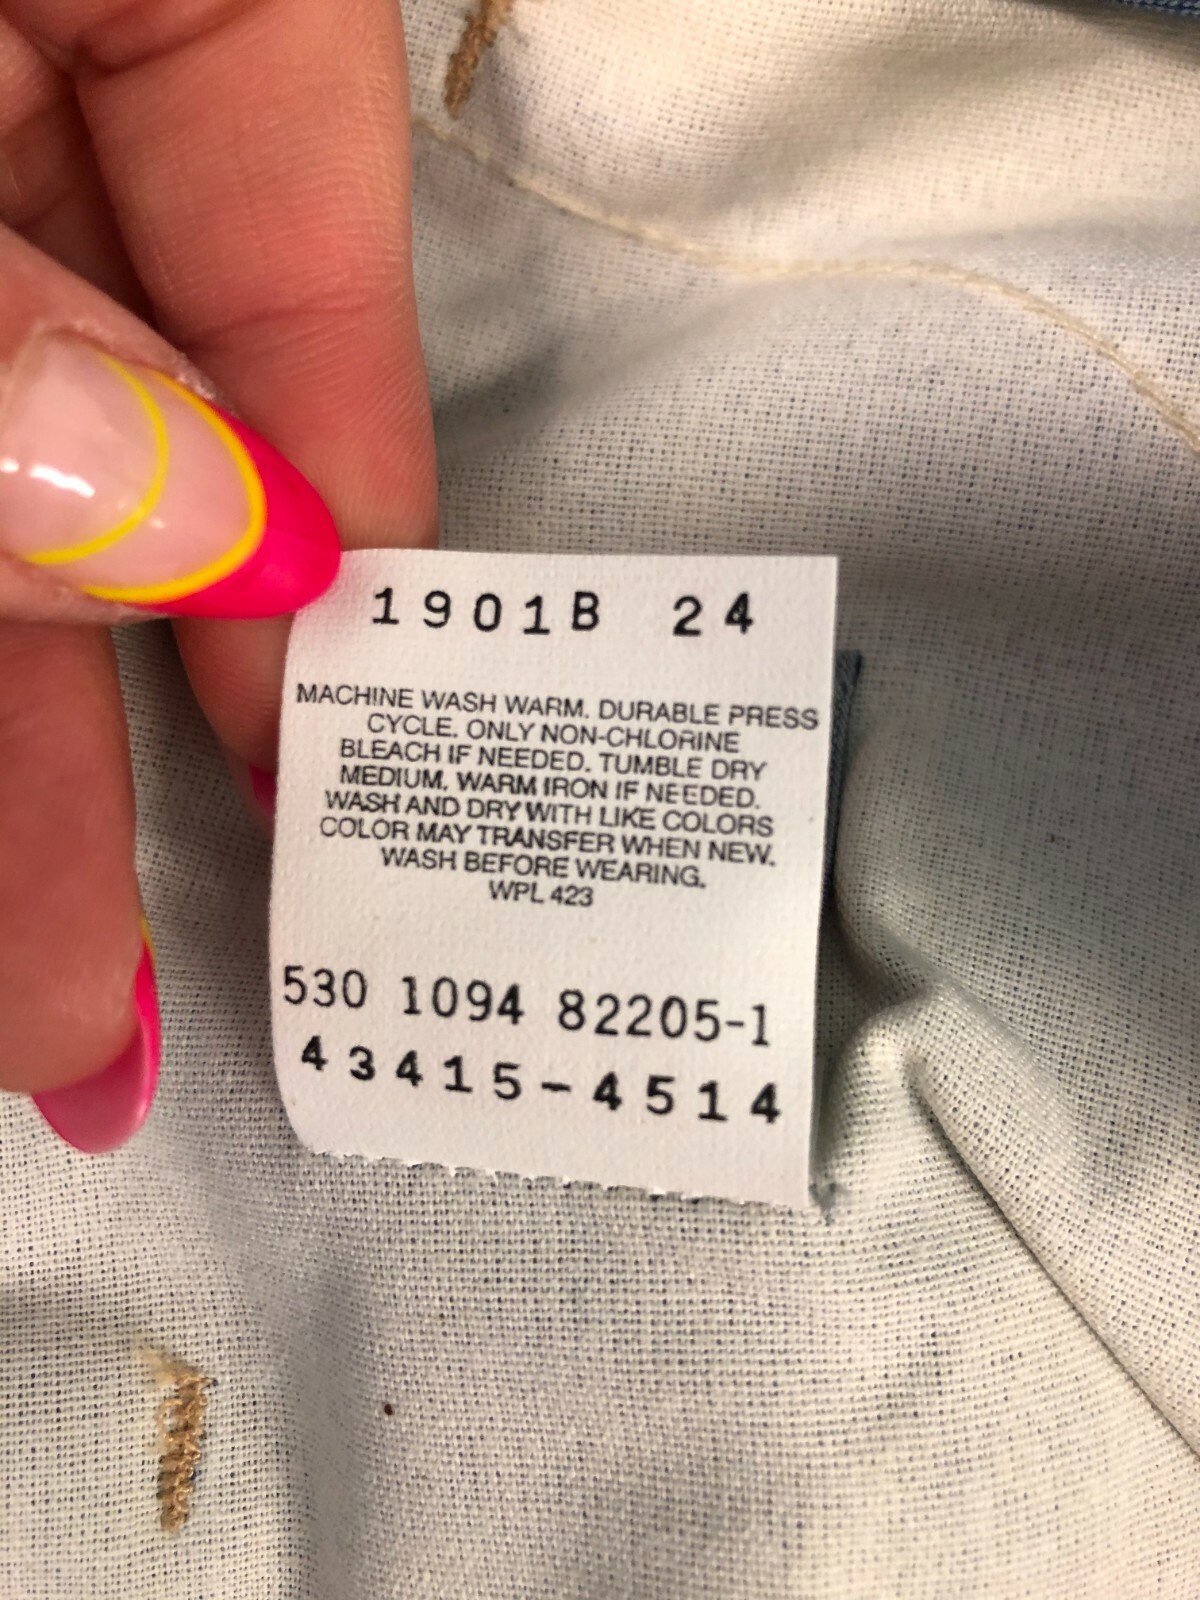 1901B 24
MACHINE WASH WARM. DURABLE PRESS
CYCLE. ONLY NON-CHLORINE
BLEACH IF NEEDED. TUMBLE DRY
MEDIUM. WARM IRON IF NEEDED.
WASH AND DRY WITH LIKE COLORS
COLOR MAY TRANSFER WHEN NEW.
WASH BEFORE WEARING.
WPL 423
530 1094 82205-1
43415-4514